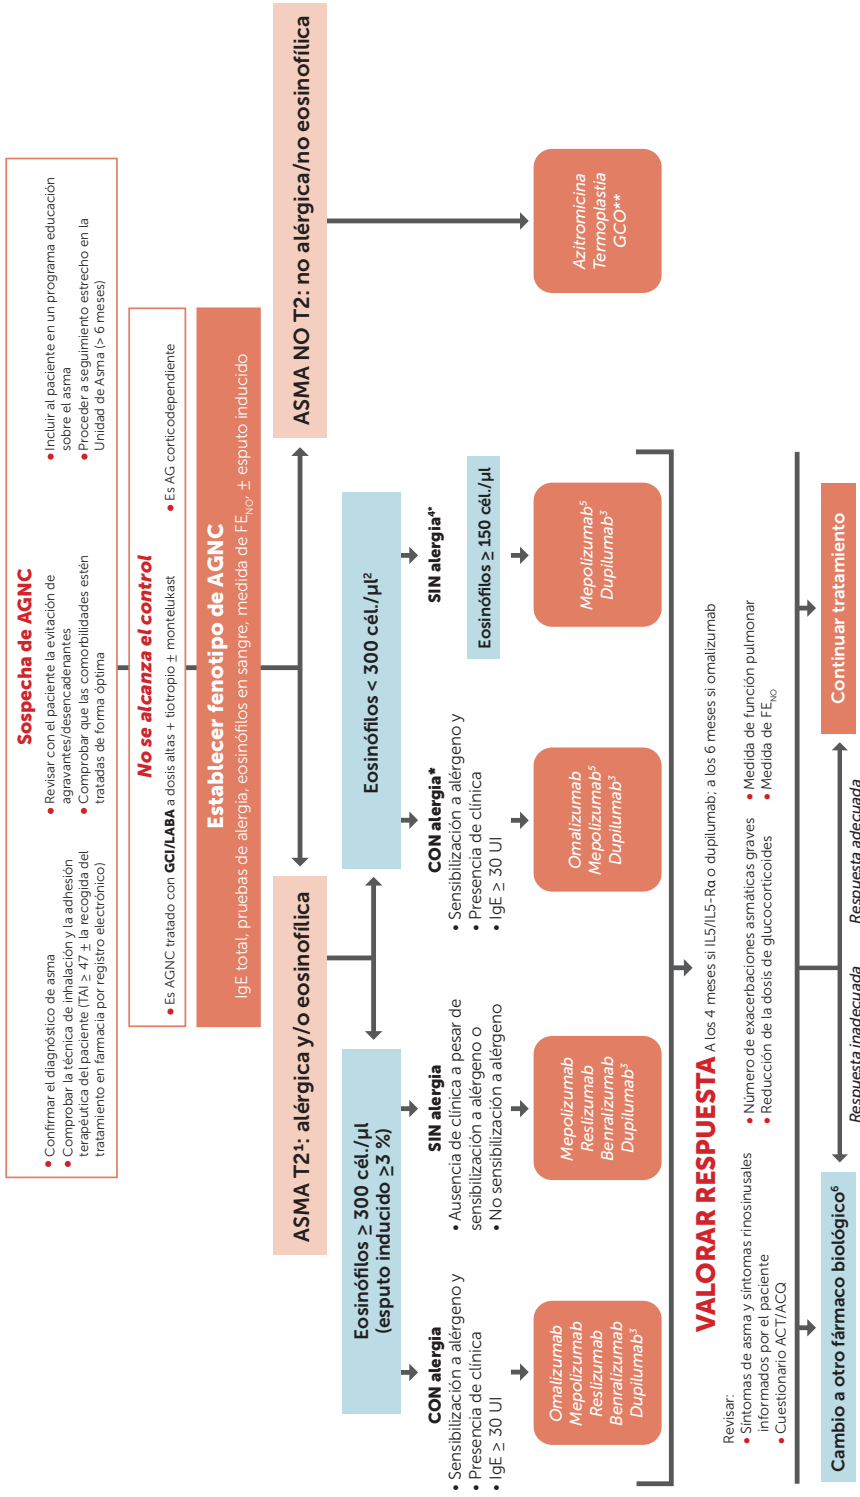 Sospecha de AGNC
• Confirmar el diagnóstico de asma
• Comprobar la técnica de inhalación y la adhesión
terapéutica del paciente (TAI ≥ 47 ± la recogida del
tratamiento en farmacia por registro electrónico)
• Revisar con el paciente la evitación de
agravantes/desencadenantes
• Comprobar que las comorbilidades estén
tratadas de forma óptima
• Incluir al paciente en un programa educación
sobre el asma
• Proceder a seguimiento estrecho en la
Unidad de Asma (> 6 meses)
No se alcanza el control
• Es AGNC tratado con GCI/LABA a dosis altas + tiotropio ± montelukast
• Es AG corticodependiente
Establecer fenotipo de AGNC
IgE total, pruebas de alergia, eosinófilos en sangre, medida de FENO, ± esputo inducido
ASMA T2¹: alérgica y/o eosinofílica
ASMA NO T2: no alérgica/no eosinofílica
Eosinófilos ≥ 300 cél./µl
(esputo inducido ≥3 %)
Eosinófilos < 300 cél./µl²
CON alergia
• Sensibilización a alérgeno y
• Presencia de clínica
• IgE ≥ 30 UI
SIN alergia
• Ausencia de clínica a pesar de
sensibilización a alérgeno o
• No sensibilización a alérgeno
CON alergia*
• Sensibilización a alérgeno y
• Presencia de clínica
• IgE ≥ 30 UI
SIN alergia⁴*
Eosinófilos ≥ 150 cél./µl
Omalizumab
Mepolizumab
Reslizumab
Benralizumab
Dupilumab³
Mepolizumab
Reslizumab
Benralizumab
Dupilumab³
Omalizumab
Mepolizumab⁵
Dupilumab³
Mepolizumab⁵
Dupilumab³
Azitromicina
Termoplastia
GCO**
VALORAR RESPUESTA A los 4 meses si IL5/IL5-Rα o dupilumab; a los 6 meses si omalizumab
Revisar:
• Síntomas de asma y síntomas rinosinusales
informados por el paciente
• Cuestionario ACT/ACQ
• Número de exacerbaciones asmáticas graves
• Reducción de la dosis de glucocorticoides
• Medida de función pulmonar
• Medida de FENO
Cambio a otro fármaco biológico⁶
Respuesta inadecuada
Respuesta adecuada
Continuar tratamiento